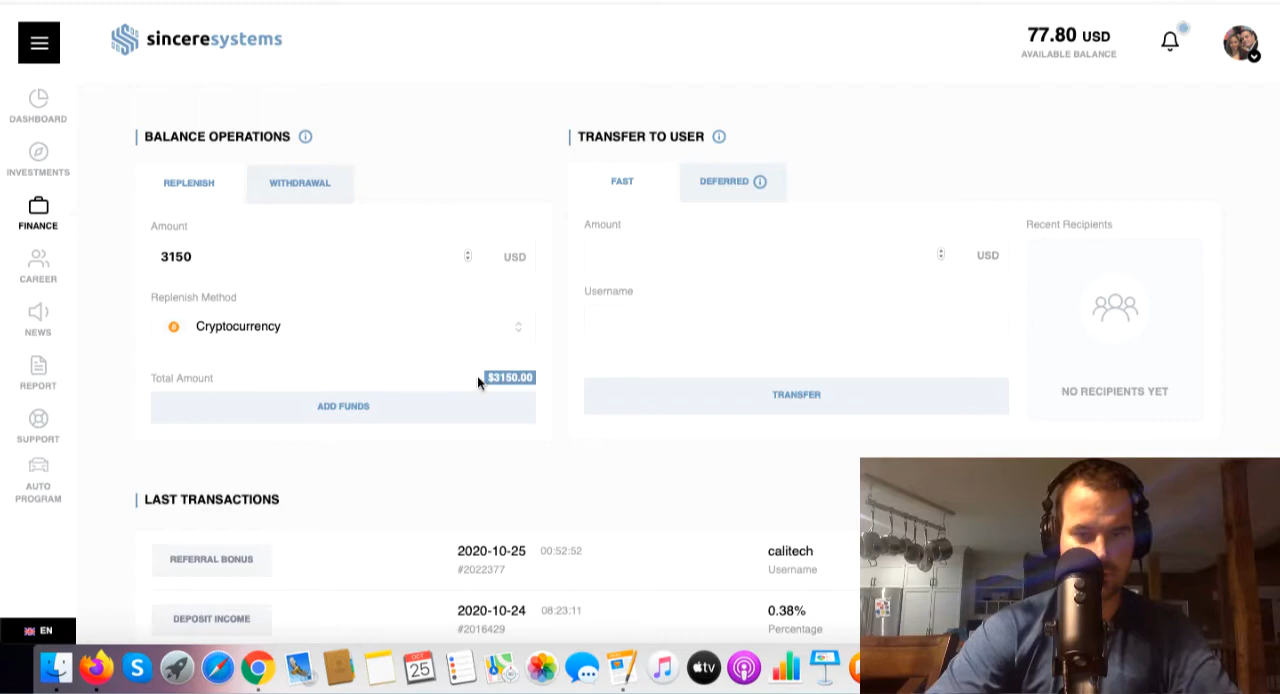 sinceresystems
77.80 USD
AVAILABLE BALANCE
DASHBOARD
INVESTMENTS
FINANCE
CAREER
NEWS
REPORT
SUPPORT
AUTO
PROGRAM
EN
BALANCE OPERATIONS
REPLENISH
WITHDRAWAL
Amount
3150
USD
Replenish Method
Cryptocurrency
Total Amount
$3150.00
ADD FUNDS
TRANSFER TO USER
FAST
DEFERRED
Amount
USD
Username
TRANSFER
Recent Recipients
NO RECIPIENTS YET
LAST TRANSACTIONS
REFERRAL BONUS
2020-10-25 00:52:52
#2022377
calitech
Username
DEPOSIT INCOME
2020-10-24 08:23:11
#2016429
0.38%
Percentage
OCT
25
tv